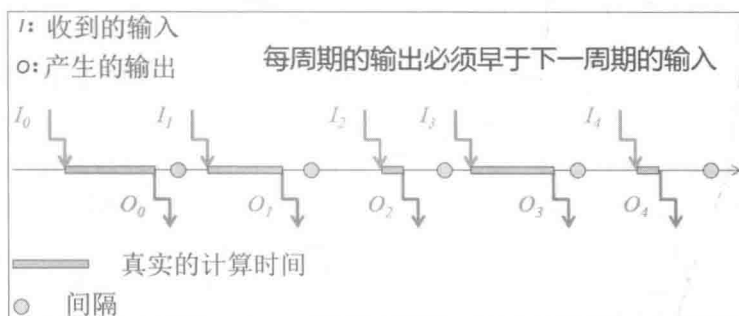 I: 收到的输入
O: 产生的输出
每周期的输出必须早于下一周期的输入
I₀ I₁ I₂ I₃ I₄
O₀ O₁ O₂ O₃ O₄
真实的计算时间
间隔